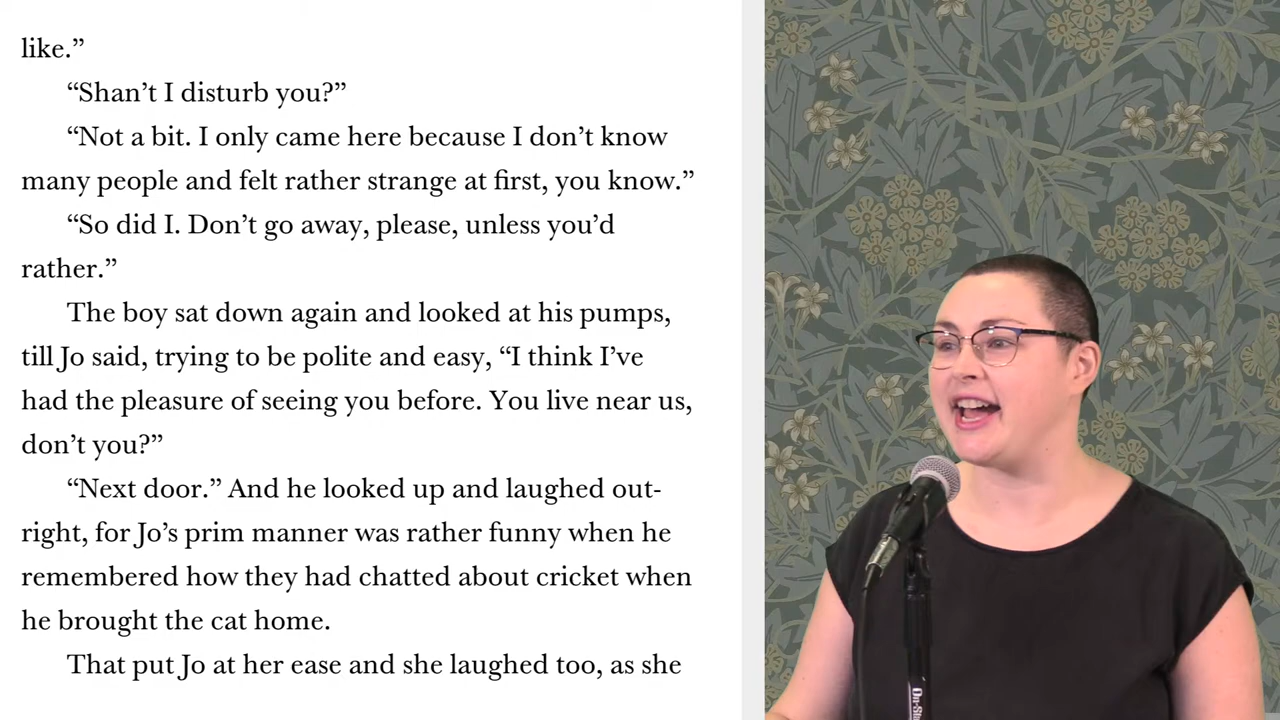 like.”
“Shan’t I disturb you?”
“Not a bit. I only came here because I don’t know
many people and felt rather strange at first, you know.”
“So did I. Don’t go away, please, unless you’d
rather.”
The boy sat down again and looked at his pumps,
till Jo said, trying to be polite and easy, “I think I’ve
had the pleasure of seeing you before. You live near us,
don’t you?”
“Next door.” And he looked up and laughed out-
right, for Jo’s prim manner was rather funny when he
remembered how they had chatted about cricket when
he brought the cat home.
That put Jo at her ease and she laughed too, as she